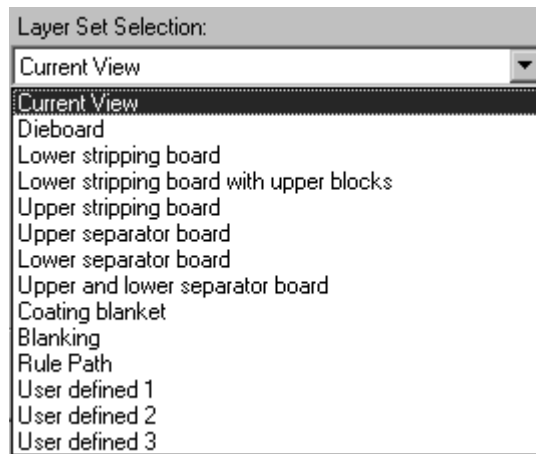 Layer Set Selection:
Current View
Current View
Dieboard
Lower stripping board
Lower stripping board with upper blocks
Upper stripping board
Upper separator board
Lower separator board
Upper and lower separator board
Coating blanket
Blanking
Rule Path
User defined 1
User defined 2
User defined 3